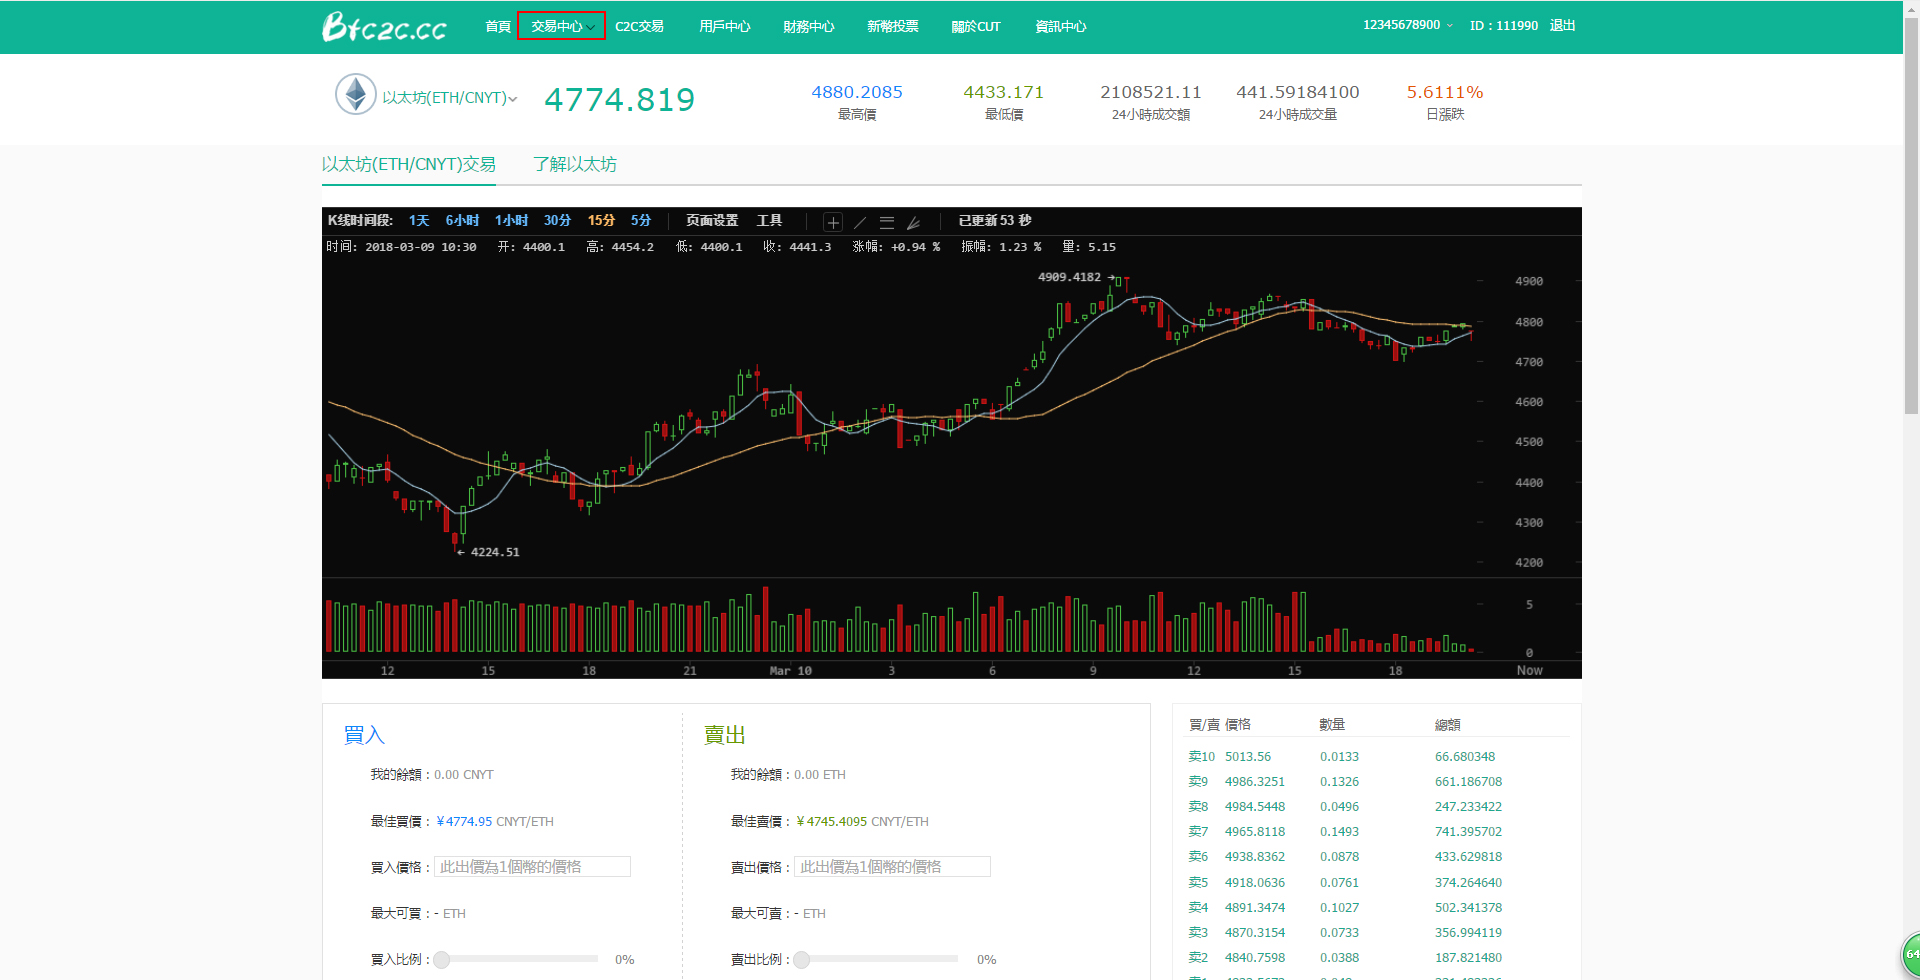 Btc2c.cc 首頁 交易中心 C2C交易 用戶中心 財務中心 新幣投票 關於CUT 資訊中心 12345678900 ID：111990 退出
以太坊(ETH/CNYT) 4774.819 4880.2085 4433.171 2108521.11 441.59184100 5.6111%
最高價 最低價 24小時成交額 24小時成交量 日漲跌
以太坊(ETH/CNYT)交易 了解以太坊
K线时间段: 1天 6小时 1小时 30分 15分 5分 页面设置 工具 已更新 53 秒
时间: 2018-03-09 10:30 开: 4400.1 高: 4454.2 低: 4400.1 收: 4441.3 涨幅: +0.94 % 振幅: 1.23 % 量: 5.15
4909.4182 →
4900
4800
4700
4600
4500
4400
4300
← 4224.51
4200
5
0
12 15 18 21 Mar 10 3 6 9 12 15 18 Now
買入
我的餘額：0.00 CNYT
最佳買價：￥4774.95 CNYT/ETH
買入價格：此出價為1個幣的價格
最大可買：- ETH
買入比例： 0%
賣出
我的餘額：0.00 ETH
最佳賣價：￥4745.4095 CNYT/ETH
賣出價格：此出價為1個幣的價格
最大可賣：- ETH
賣出比例： 0%
買/賣 價格 數量 總額
卖10 5013.56 0.0133 66.680348
卖9 4986.3251 0.1326 661.186708
卖8 4984.5448 0.0496 247.233422
卖7 4965.8118 0.1493 741.395702
卖6 4938.8362 0.0878 433.629818
卖5 4918.0636 0.0761 374.264640
卖4 4891.3474 0.1027 502.341378
卖3 4870.3154 0.0733 356.994119
卖2 4840.7598 0.0388 187.821480
64